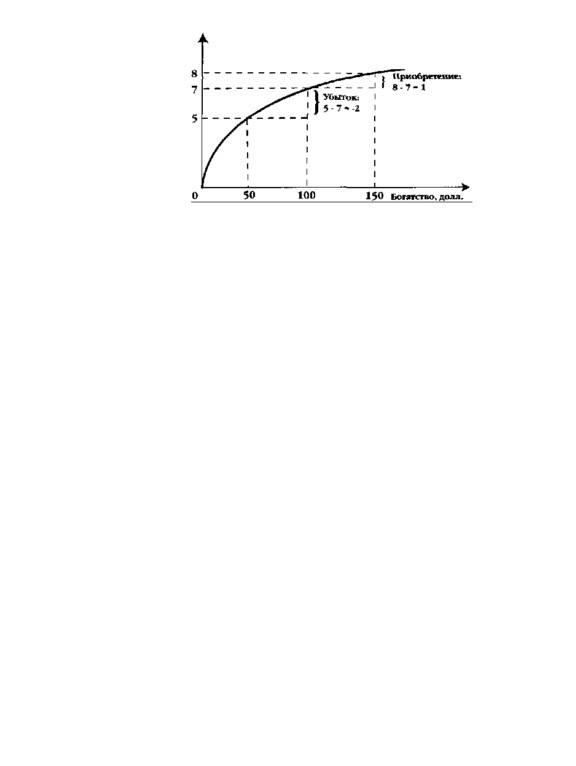 8
Приобретение:
8 - 7 = 1
7
Убыток:
5 - 7 = -2
5
0 50 100 150 Богатство, долл.